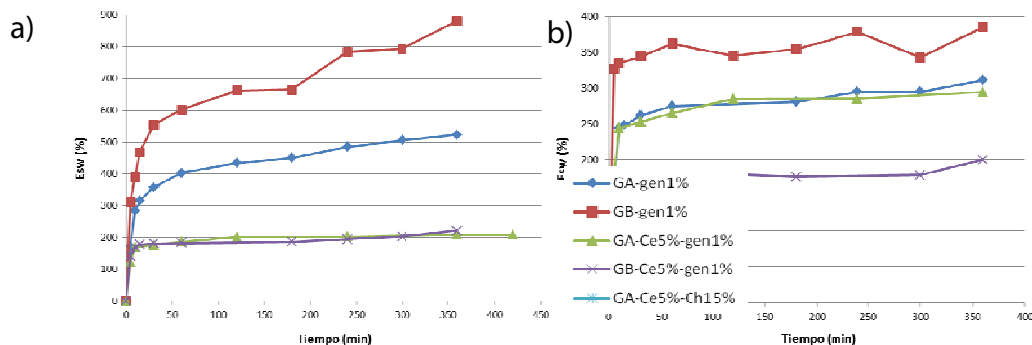 a)
900
800
700
600
500
400
300
200
100
0
0 50 100 150 200 250 300 350 400 450
Esw (%)
Tiempo (min)
b)
400
350
300
250
200
Esw (%)
GA-gen1%
GB-gen1%
GA-Ce5%-gen1%
GB-Ce5%-gen1%
GA-Ce5%-Ch15%
0 50 100 150 200 250 300 350 400
Tiempo (min)